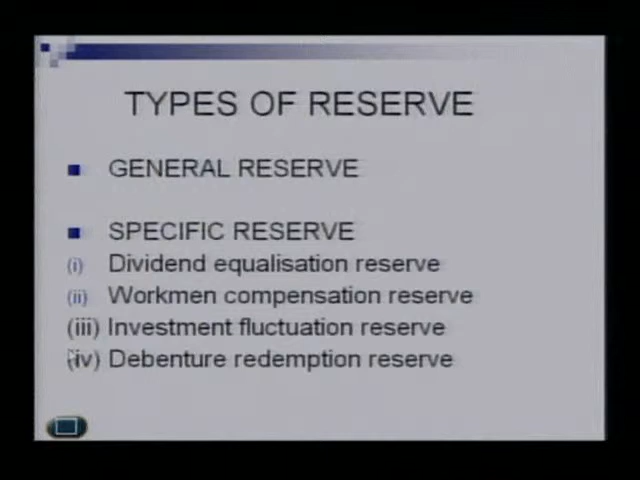 TYPES OF RESERVE
GENERAL RESERVE
SPECIFIC RESERVE
(i) Dividend equalisation reserve
(ii) Workmen compensation reserve
(iii) Investment fluctuation reserve
(iv) Debenture redemption reserve